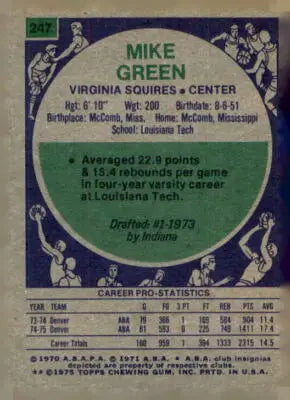 247
MIKE
GREEN
VIRGINIA SQUIRES • CENTER
Hgt: 6' 10" Wgt: 200 Birthdate: 8-6-51
Birthplace: McComb, Miss. Home: McComb, Mississippi
School: Louisiana Tech
• Averaged 22.9 points
& 15.4 rebounds per game
in four-year varsity career
at Louisiana Tech.
Drafted: #1-1973
by Indiana
CAREER PRO-STATISTICS
YEAR TEAM G FG 3 PT FT REB PTS AVG
73-74 Denver ABA 79 366 - 169 584 904 11.4
74-75 Denver ABA 81 593 0 225 749 1411 17.4
Career Totals 160 959 1 394 1333 2315 14.5
© 1970 A.B.A.P.A. © 1971 A.B.A. • A.B.A. club insignias
depicted are property of respective clubs.
** © 1975 TOPPS CHEWING GUM, INC. PRTD. IN U.S.A.